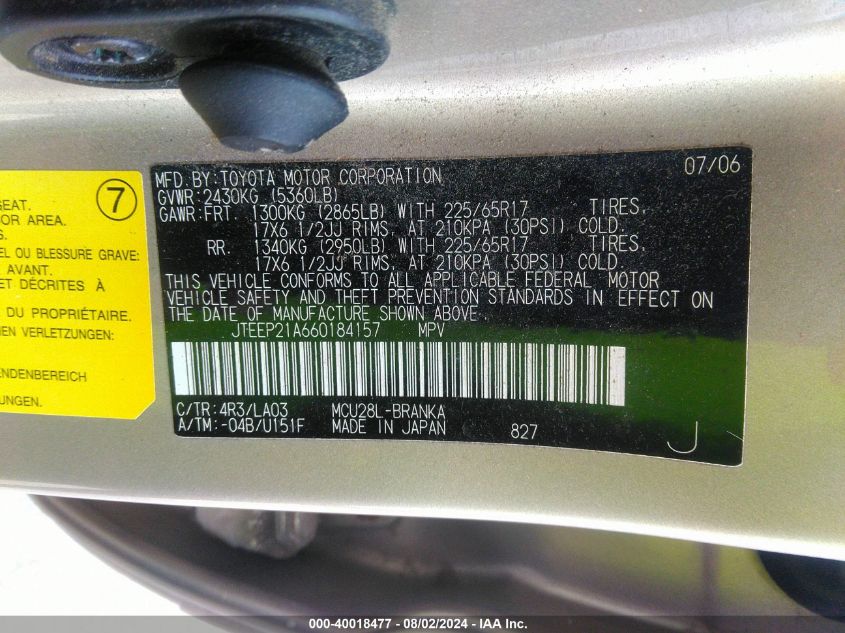 7
EAT.
OR AREA.
S.
EL OU BLESSURE GRAVE:
AVANT.
ET DÉCRITES À
DU PROPRIÉTAIRE.
EN VERLETZUNGEN:
NDENBEREICH
NNEN.
07/06
MFD. BY: TOYOTA MOTOR CORPORATION
GVWR: 2430KG (5360LB)
GAWR: FRT. 1300KG (2865LB) WITH 225/65R17 TIRES,
17X6 1/2JJ RIMS, AT 210KPA (30PSI) COLD.
RR. 1340KG (2950LB) WITH 225/65R17 TIRES,
17X6 1/2JJ RIMS, AT 210KPA (30PSI) COLD.
THIS VEHICLE CONFORMS TO ALL APPLICABLE FEDERAL MOTOR
VEHICLE SAFETY AND THEFT PREVENTION STANDARDS IN EFFECT ON
THE DATE OF MANUFACTURE SHOWN ABOVE.
JTEEP21A660184157 MPV
C/TR: 4R3/LA03 MCU28L-BRANKA
A/TM: -04B/U151F MADE IN JAPAN 827
J
000-40018477 - 08/02/2024 - IAA Inc.